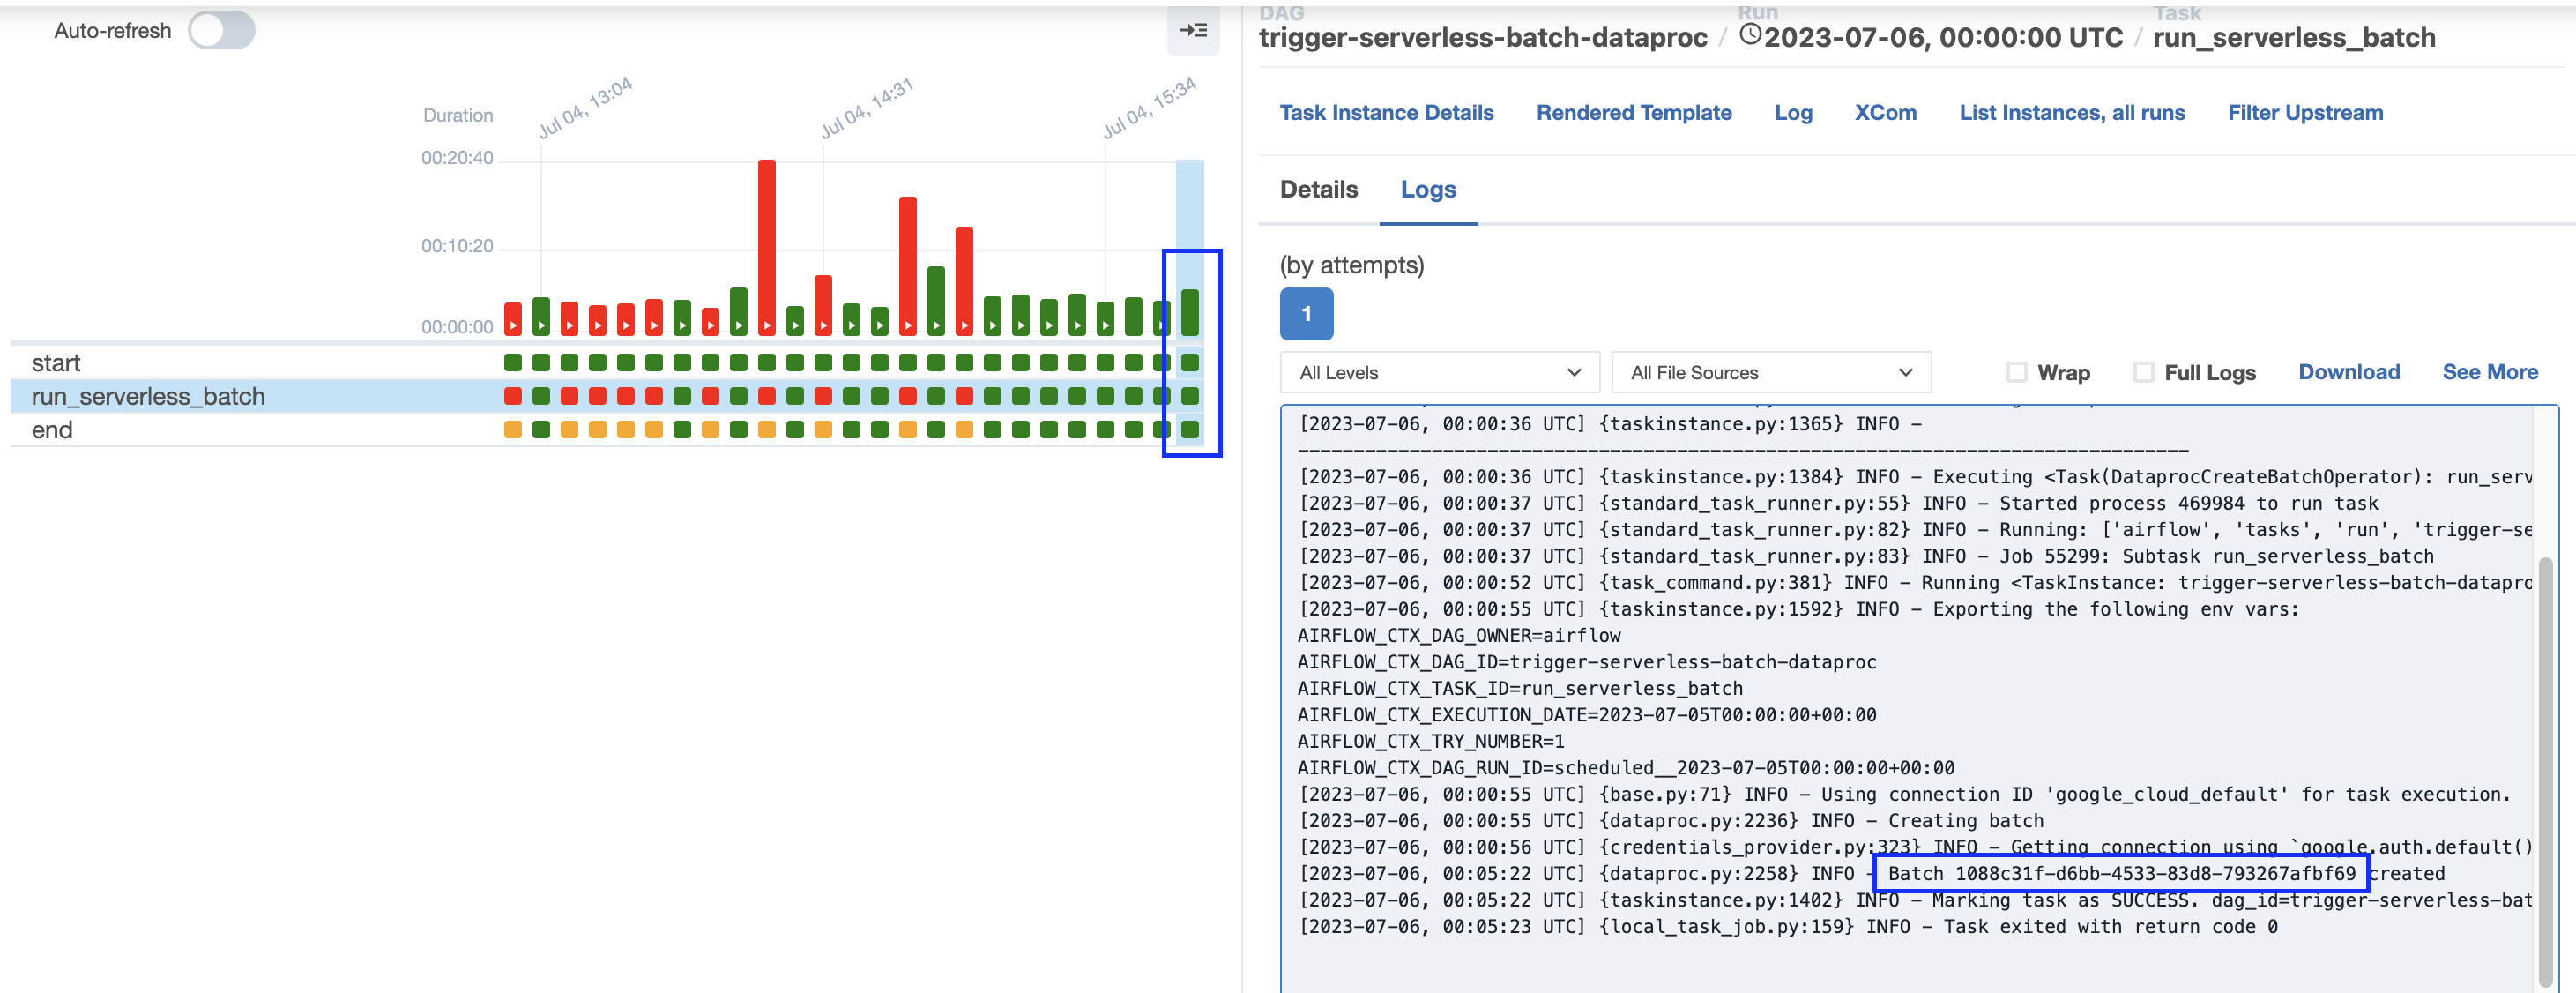 Auto-refresh
Duration
Jul 04, 13:04
Jul 04, 14:31
Jul 04, 15:34
00:20:40
00:10:20
00:00:00
start
run_serverless_batch
end
DAG
trigger-serverless-batch-dataproc
/
Run
2023-07-06, 00:00:00 UTC
/
Task
run_serverless_batch
Task Instance Details
Rendered Template
Log
XCom
List Instances, all runs
Filter Upstream
Details
Logs
(by attempts)
1
All Levels
All File Sources
Wrap
Full Logs
Download
See More
[2023-07-06, 00:00:36 UTC] {taskinstance.py:1365} INFO -
--------------------------------------------------------------------------------
[2023-07-06, 00:00:36 UTC] {taskinstance.py:1384} INFO - Executing <Task(DataprocCreateBatchOperator): run_serv
[2023-07-06, 00:00:37 UTC] {standard_task_runner.py:55} INFO - Started process 469984 to run task
[2023-07-06, 00:00:37 UTC] {standard_task_runner.py:82} INFO - Running: ['airflow', 'tasks', 'run', 'trigger-se
[2023-07-06, 00:00:37 UTC] {standard_task_runner.py:83} INFO - Job 55299: Subtask run_serverless_batch
[2023-07-06, 00:00:52 UTC] {task_command.py:381} INFO - Running <TaskInstance: trigger-serverless-batch-datapro
[2023-07-06, 00:00:55 UTC] {taskinstance.py:1592} INFO - Exporting the following env vars:
AIRFLOW_CTX_DAG_OWNER=airflow
AIRFLOW_CTX_DAG_ID=trigger-serverless-batch-dataproc
AIRFLOW_CTX_TASK_ID=run_serverless_batch
AIRFLOW_CTX_EXECUTION_DATE=2023-07-05T00:00:00+00:00
AIRFLOW_CTX_TRY_NUMBER=1
AIRFLOW_CTX_DAG_RUN_ID=scheduled__2023-07-05T00:00:00+00:00
[2023-07-06, 00:00:55 UTC] {base.py:71} INFO - Using connection ID 'google_cloud_default' for task execution.
[2023-07-06, 00:00:55 UTC] {dataproc.py:2236} INFO - Creating batch
[2023-07-06, 00:00:56 UTC] {credentials_provider.py:323} INFO - Getting connection using `google.auth.default()
[2023-07-06, 00:05:22 UTC] {dataproc.py:2258} INFO - Batch 1088c31f-d6bb-4533-83d8-793267afbf69 created
[2023-07-06, 00:05:22 UTC] {taskinstance.py:1402} INFO - Marking task as SUCCESS. dag_id=trigger-serverless-bat
[2023-07-06, 00:05:23 UTC] {local_task_job.py:159} INFO - Task exited with return code 0